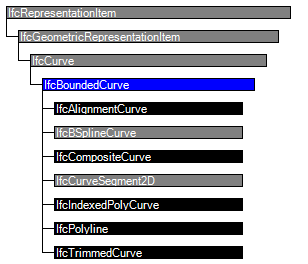 IfcRepresentationItem
IfcGeometricRepresentationItem
IfcCurve
IfcBoundedCurve
IfcAlignmentCurve
IfcBSplineCurve
IfcCompositeCurve
IfcCurveSegment2D
IfcIndexedPolyCurve
IfcPolyline
IfcTrimmedCurve